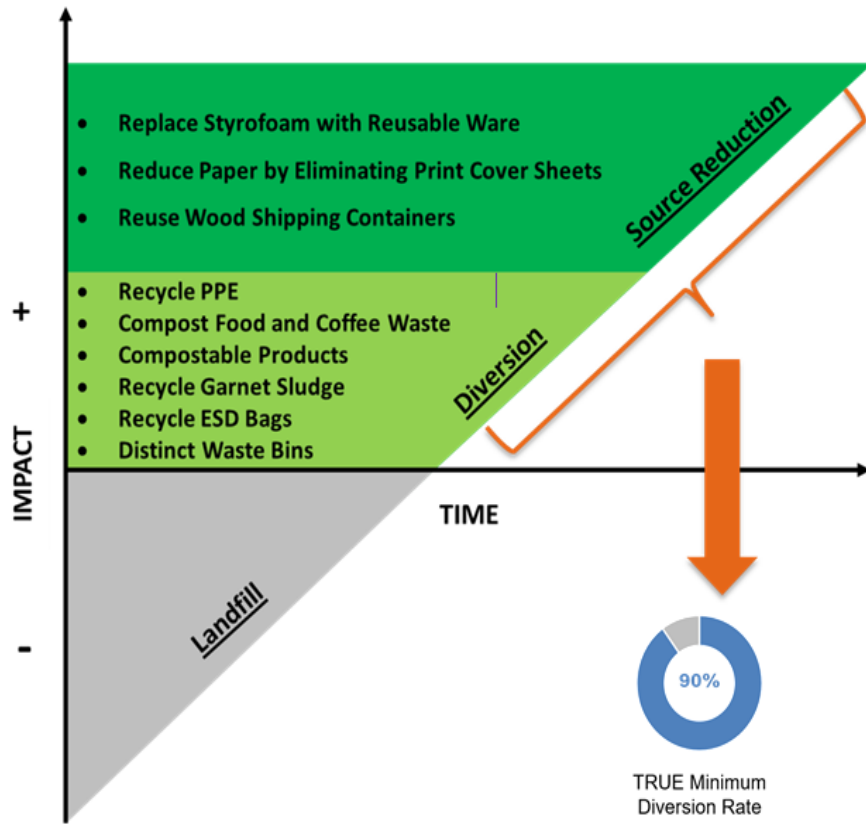 • Replace Styrofoam with Reusable Ware
• Reduce Paper by Eliminating Print Cover Sheets
• Reuse Wood Shipping Containers
Source Reduction
• Recycle PPE
• Compost Food and Coffee Waste
• Compostable Products
• Recycle Garnet Sludge
• Recycle ESD Bags
• Distinct Waste Bins
Diversion
+
IMPACT
-
TIME
Landfill
90%
TRUE Minimum
Diversion Rate